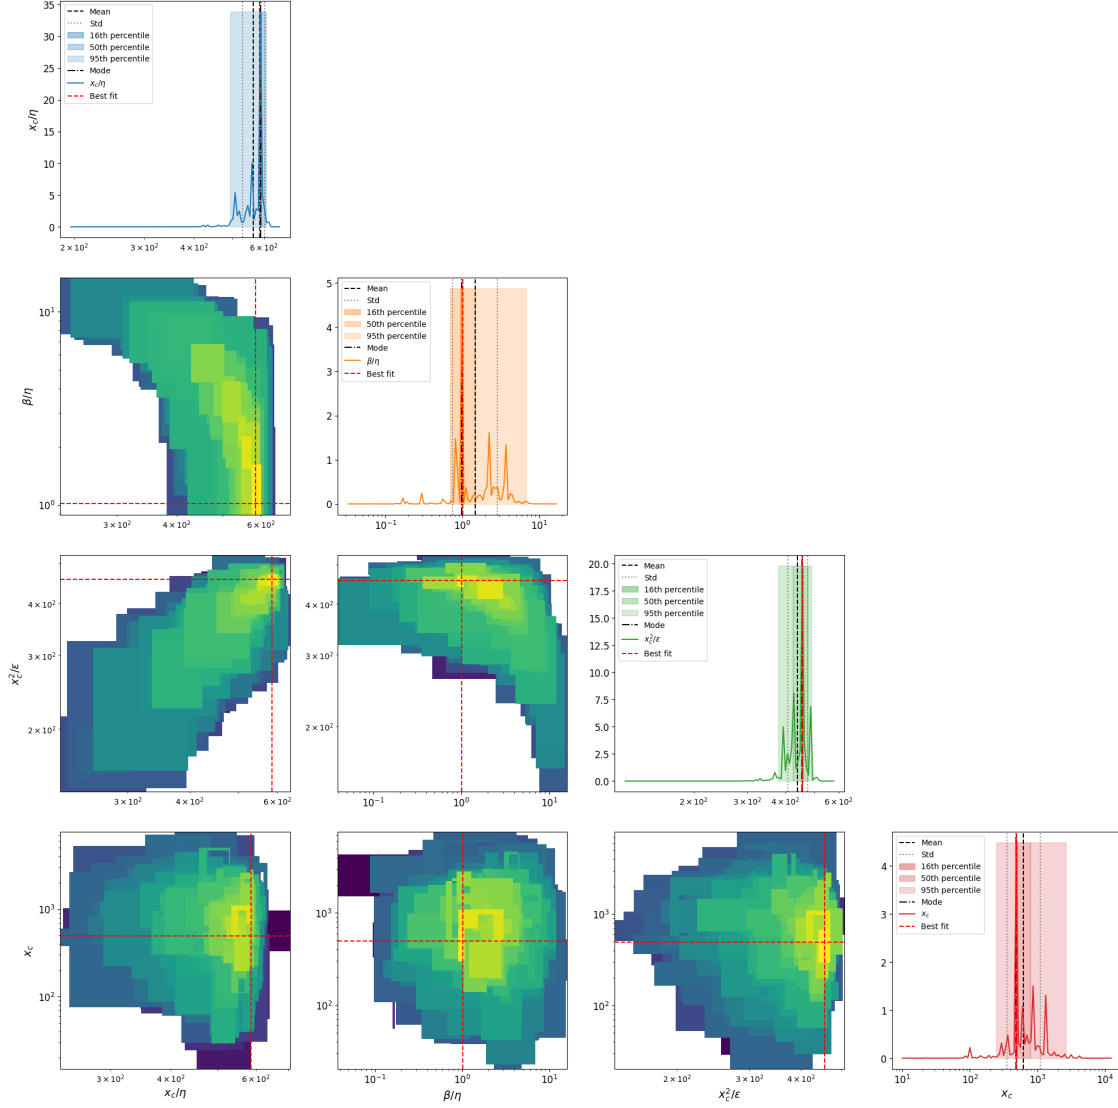 35
30
25
20
15
10
5
0
x_c/η
Mean
Std
16th percentile
50th percentile
95th percentile
Mode
x_c/η
Best fit
2 × 10²
3 × 10²
4 × 10²
6 × 10²
10¹
10⁰
β/η
3 × 10²
4 × 10²
6 × 10²
5
4
3
2
1
0
Mean
Std
16th percentile
50th percentile
95th percentile
Mode
β/η
Best fit
10⁻¹
10⁰
10¹
4 × 10²
3 × 10²
2 × 10²
x_c²/ε
3 × 10²
4 × 10²
6 × 10²
4 × 10²
3 × 10²
2 × 10²
10⁻¹
10⁰
10¹
20.0
17.5
15.0
12.5
10.0
7.5
5.0
2.5
0.0
Mean
Std
16th percentile
50th percentile
95th percentile
Mode
x_c²/ε
Best fit
2 × 10²
3 × 10²
4 × 10²
6 × 10²
10³
10²
x_c
3 × 10²
4 × 10²
6 × 10²
x_c/η
10³
10²
10⁻¹
10⁰
10¹
β/η
10³
10²
2 × 10²
4 × 10²
x_c²/ε
4
3
2
1
0
Mean
Std
16th percentile
50th percentile
95th percentile
Mode
x_c
Best fit
10¹
10²
10³
10⁴
x_c